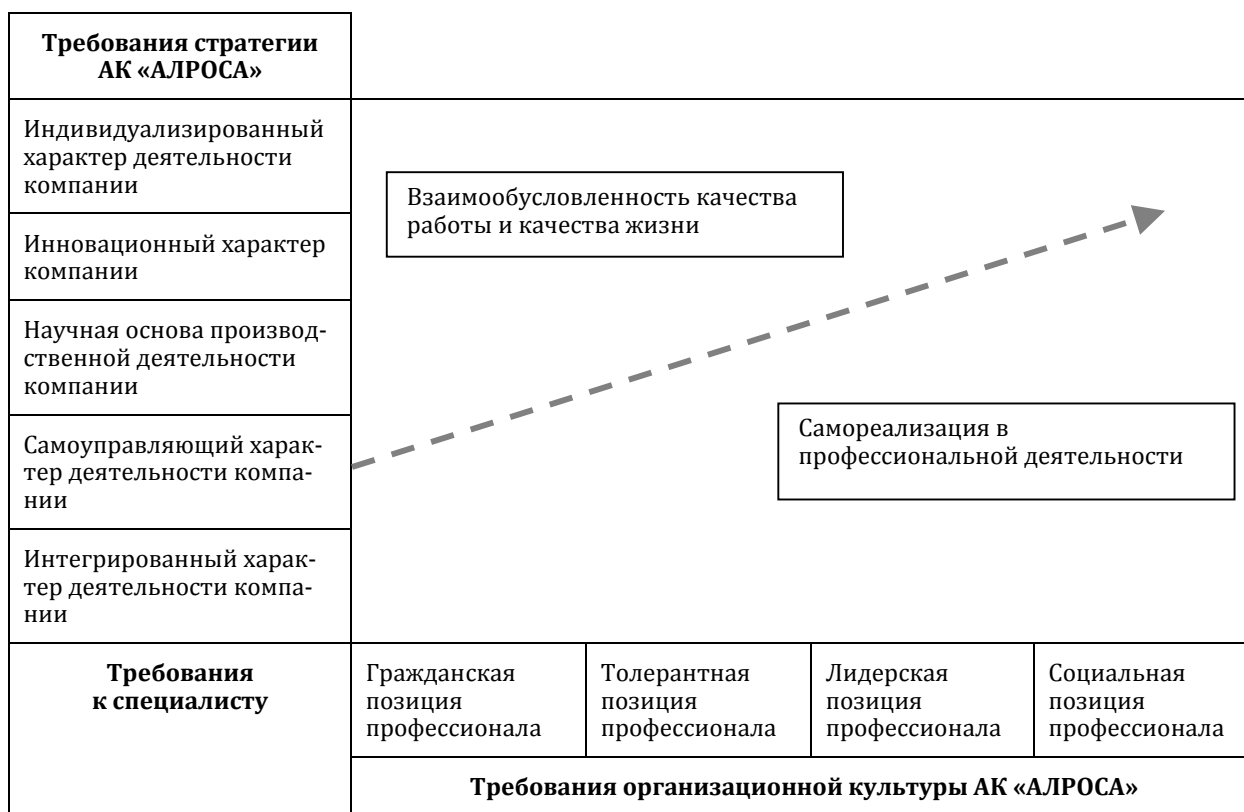 Требования стратегии
АК «АЛРОСА»
Индивидуализированный
характер деятельности
компании
Инновационный характер
компании
Научная основа производ-
ственной деятельности
компании
Самоуправляющий харак-
тер деятельности компа-
нии
Интегрированный харак-
тер деятельности компа-
нии
Взаимообусловленность качества
работы и качества жизни
Самореализация в
профессиональной деятельности
Требования
к специалисту
Гражданская
позиция
профессионала
Толерантная
позиция
профессионала
Лидерская
позиция
профессионала
Социальная
позиция
профессионала
Требования организационной культуры АК «АЛРОСА»